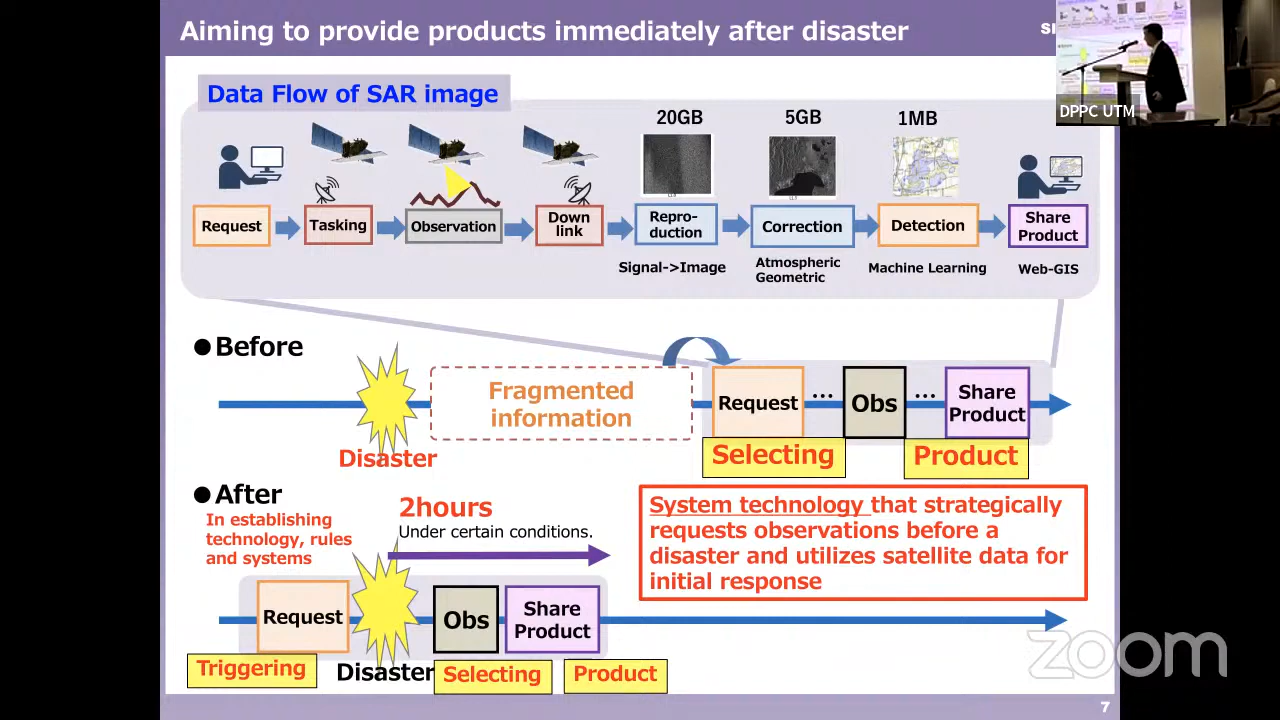 Aiming to provide products immediately after disaster
DPPC UTM
Data Flow of SAR image
20GB
5GB
1MB
Request
Tasking
Observation
Down
link
Repro-
duction
Correction
Detection
Share
Product
Signal->Image
Atmospheric
Geometric
Machine Learning
Web-GIS
●Before
Fragmented
information
Request
...
Obs
...
Share
Product
Disaster
Selecting
Product
●After
In establishing
technology, rules
and systems
2hours
Under certain conditions.
System technology that strategically
requests observations before a
disaster and utilizes satellite data for
initial response
Request
Obs
Share
Product
Triggering
Disaster
Selecting
Product
zoom
7